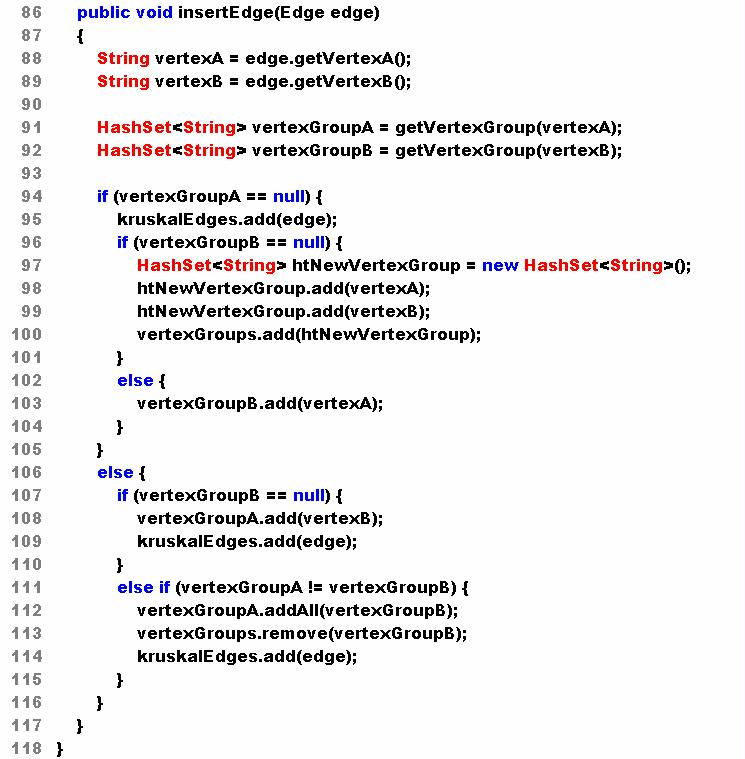 86 public void insertEdge(Edge edge)
87 {
88 String vertexA = edge.getVertexA();
89 String vertexB = edge.getVertexB();
90
91 HashSet<String> vertexGroupA = getVertexGroup(vertexA);
92 HashSet<String> vertexGroupB = getVertexGroup(vertexB);
93
94 if (vertexGroupA == null) {
95 kruskalEdges.add(edge);
96 if (vertexGroupB == null) {
97 HashSet<String> htNewVertexGroup = new HashSet<String>();
98 htNewVertexGroup.add(vertexA);
99 htNewVertexGroup.add(vertexB);
100 vertexGroups.add(htNewVertexGroup);
101 }
102 else {
103 vertexGroupB.add(vertexA);
104 }
105 }
106 else {
107 if (vertexGroupB == null) {
108 vertexGroupA.add(vertexB);
109 kruskalEdges.add(edge);
110 }
111 else if (vertexGroupA != vertexGroupB) {
112 vertexGroupA.addAll(vertexGroupB);
113 vertexGroups.remove(vertexGroupB);
114 kruskalEdges.add(edge);
115 }
116 }
117 }
118 }